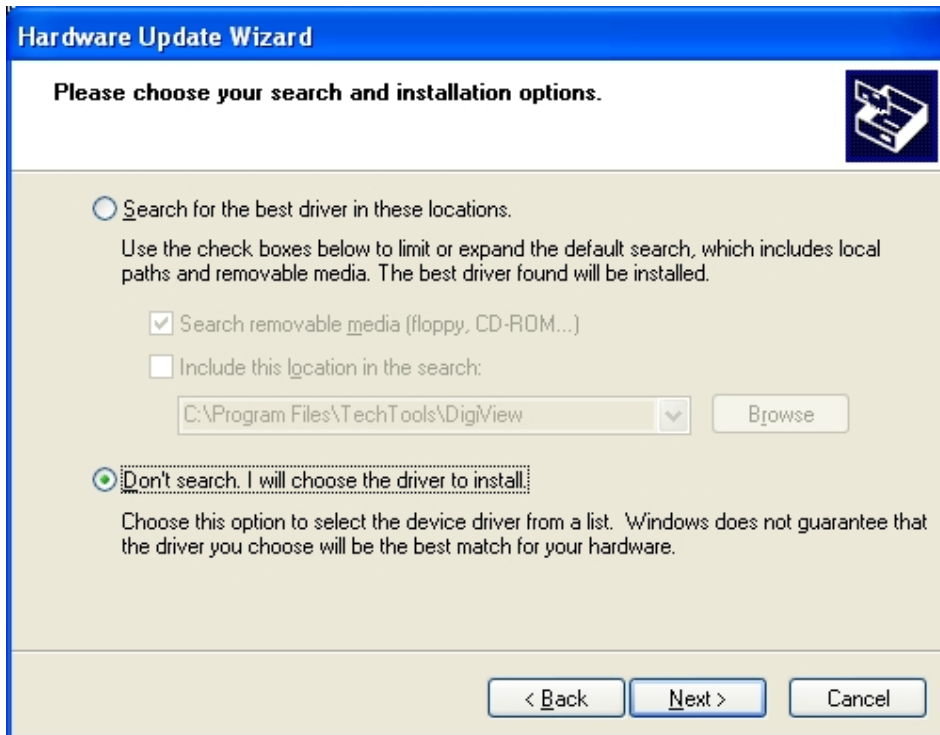 Hardware Update Wizard
Please choose your search and installation options.
Search for the best driver in these locations.
Use the check boxes below to limit or expand the default search, which includes local
paths and removable media. The best driver found will be installed.
Search removable media (floppy, CD-ROM...)
Include this location in the search:
C:\Program Files\TechTools\DigiView
Browse
Don't search. I will choose the driver to install.
Choose this option to select the device driver from a list. Windows does not guarantee that
the driver you choose will be the best match for your hardware.
< Back Next > Cancel